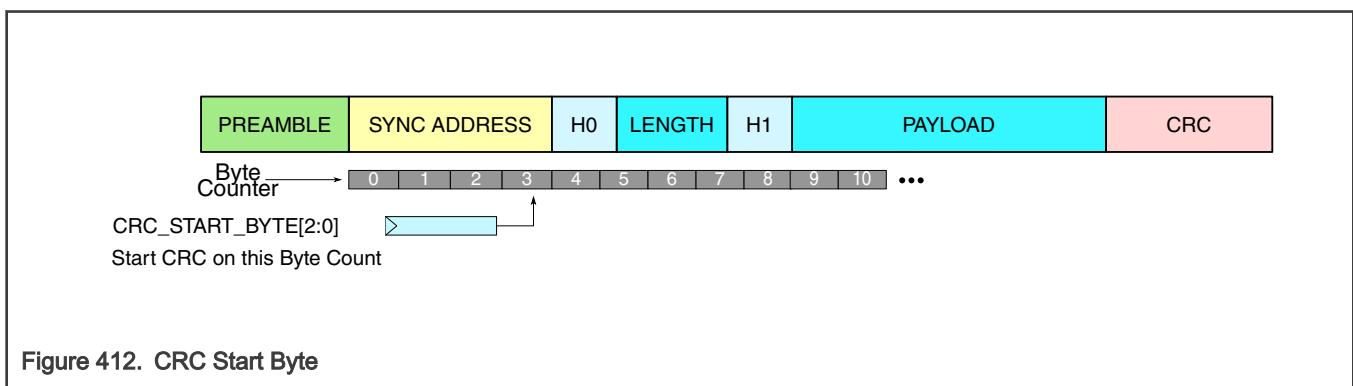 PREAMBLE SYNC ADDRESS H0 LENGTH H1 PAYLOAD CRC
Byte
Counter
0 1 2 3 4 5 6 7 8 9 10 •••
CRC_START_BYTE[2:0]
Start CRC on this Byte Count
Figure 412. CRC Start Byte